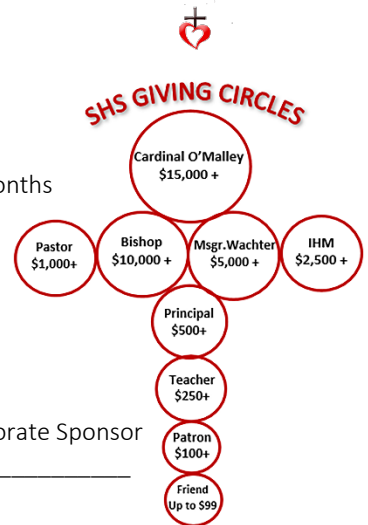 SHS GIVING CIRCLES
Cardinal O’Malley
$15,000 +
onths
Pastor
$1,000+
Bishop
$10,000 +
Msgr.Wachter
$5,000 +
IHM
$2,500 +
Principal
$500+
Teacher
$250+
orate Sponsor
Patron
$100+
Friend
Up to $99